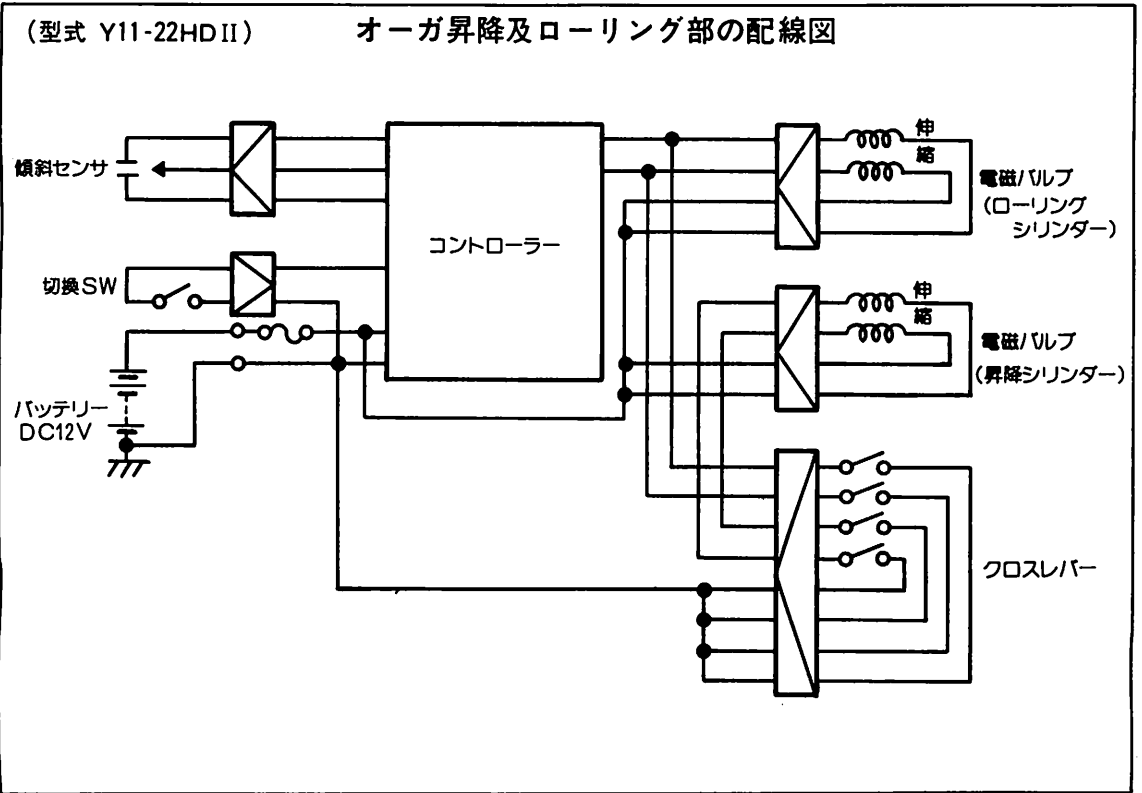 (型式 Y11-22HDII) オーガ昇降及ローリング部の配線図
傾斜センサ
切換SW
バッテリー
DC12V
コントローラー
伸
縮
電磁バルブ
(ローリング
シリンダー)
伸
縮
電磁バルブ
(昇降シリンダー)
クロスレバー